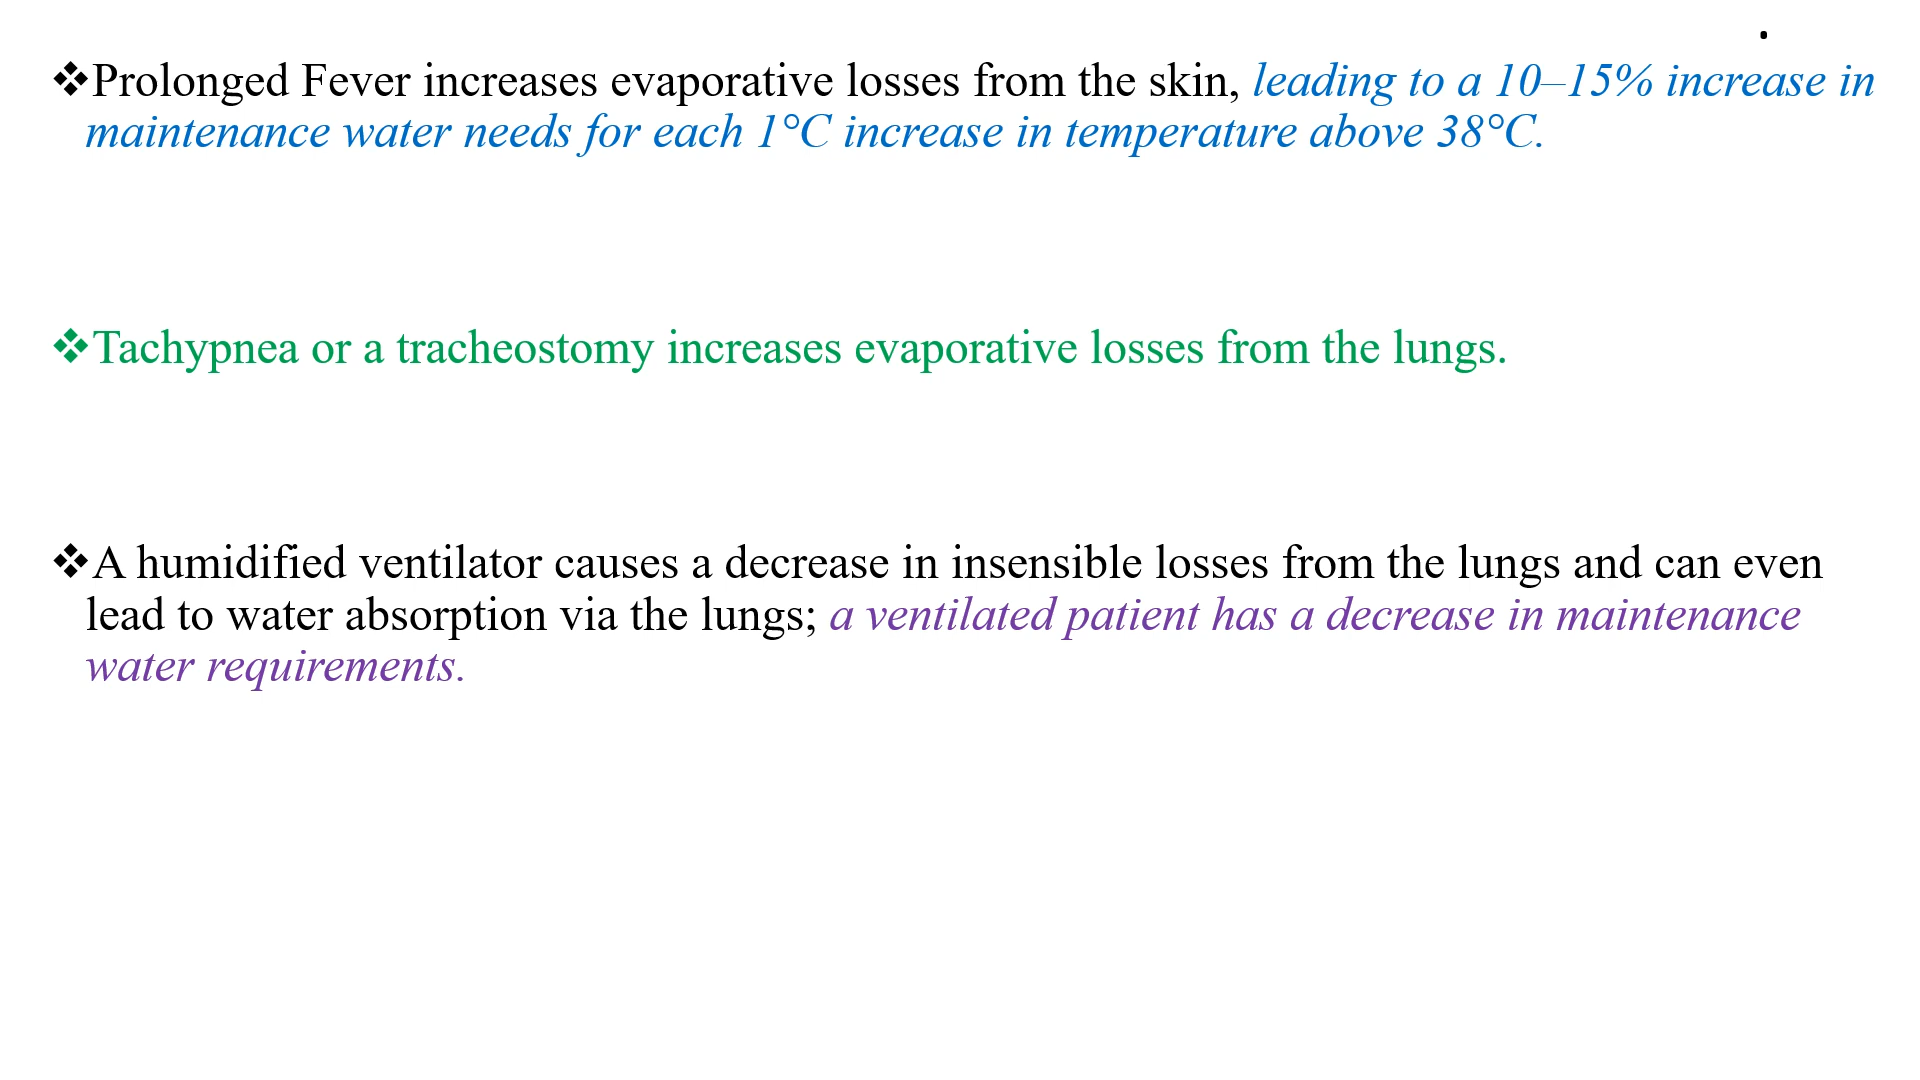 .
❖Prolonged Fever increases evaporative losses from the skin, leading to a 10–15% increase in
maintenance water needs for each 1°C increase in temperature above 38°C.
❖Tachypnea or a tracheostomy increases evaporative losses from the lungs.
❖A humidified ventilator causes a decrease in insensible losses from the lungs and can even
lead to water absorption via the lungs; a ventilated patient has a decrease in maintenance
water requirements.